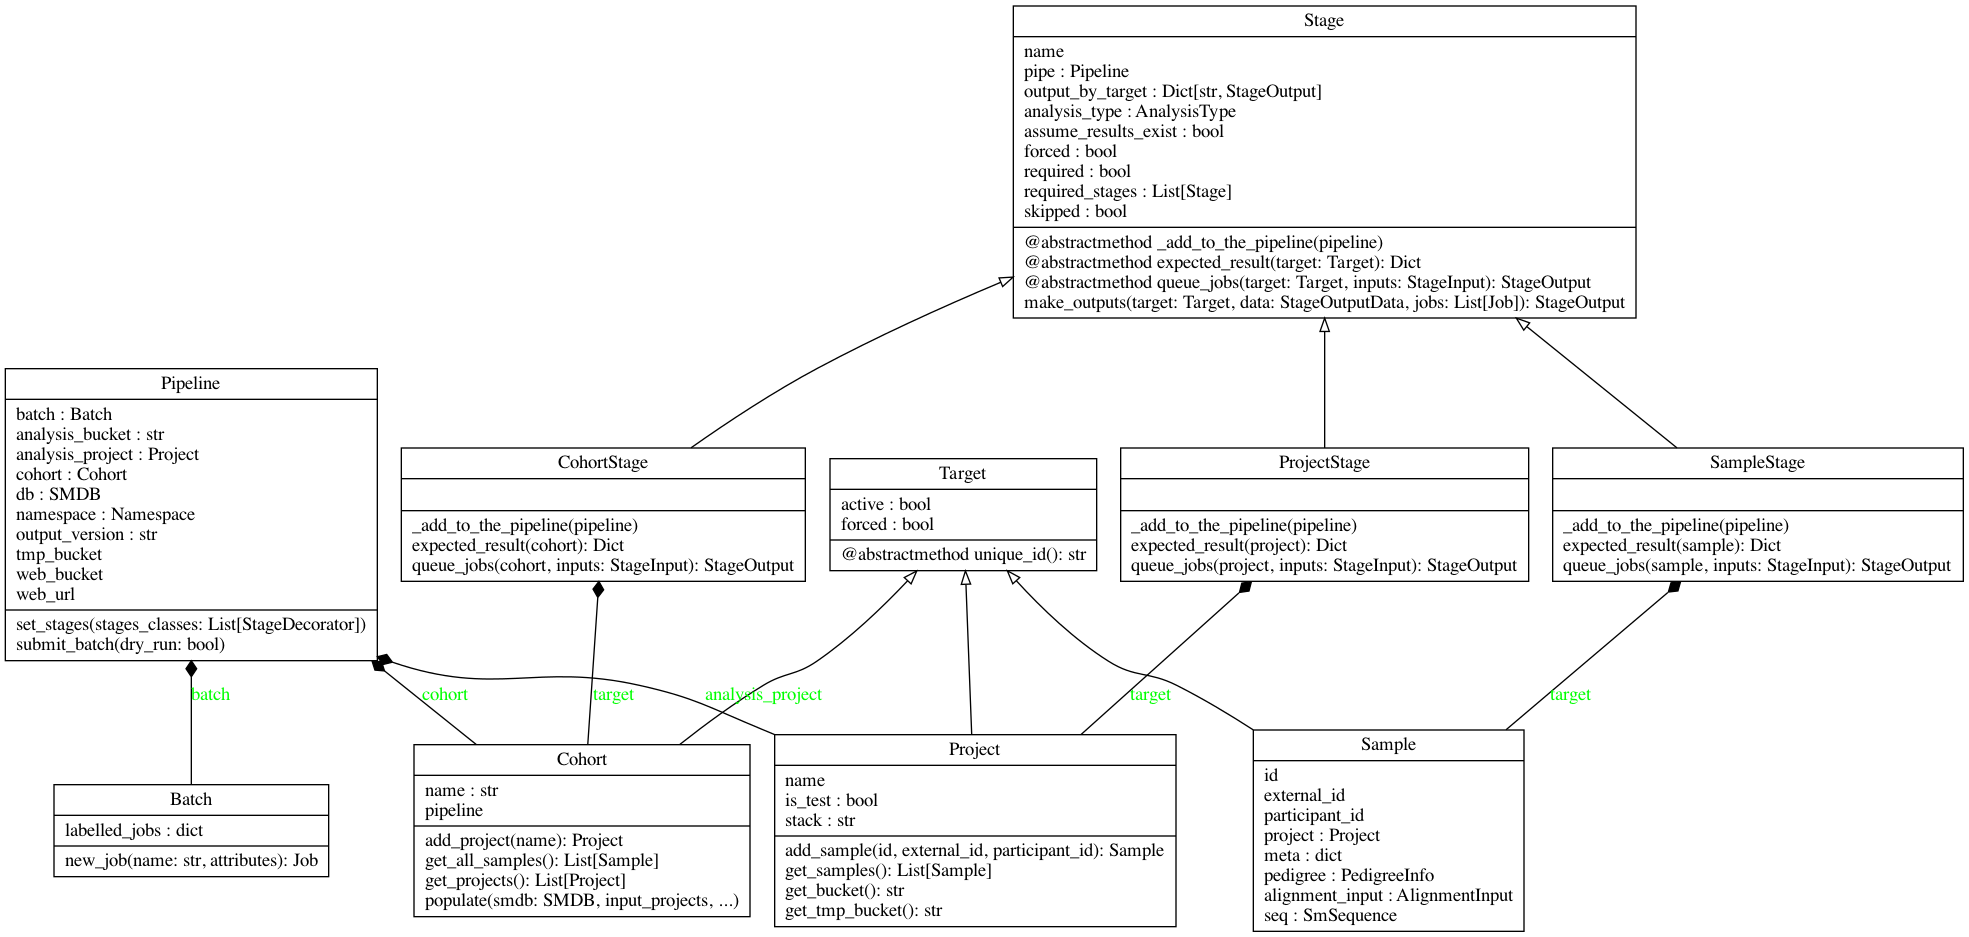 Stage
name
pipe : Pipeline
output_by_target : Dict[str, StageOutput]
analysis_type : AnalysisType
assume_results_exist : bool
forced : bool
required : bool
required_stages : List[Stage]
skipped : bool
@abstractmethod _add_to_the_pipeline(pipeline)
@abstractmethod expected_result(target: Target): Dict
@abstractmethod queue_jobs(target: Target, inputs: StageInput): StageOutput
make_outputs(target: Target, data: StageOutputData, jobs: List[Job]): StageOutput
Pipeline
batch : Batch
analysis_bucket : str
analysis_project : Project
cohort : Cohort
db : SMDB
namespace : Namespace
output_version : str
tmp_bucket
web_bucket
web_url
set_stages(stages_classes: List[StageDecorator])
submit_batch(dry_run: bool)
CohortStage
_add_to_the_pipeline(pipeline)
expected_result(cohort): Dict
queue_jobs(cohort, inputs: StageInput): StageOutput
Target
active : bool
forced : bool
@abstractmethod unique_id(): str
ProjectStage
_add_to_the_pipeline(pipeline)
expected_result(project): Dict
queue_jobs(project, inputs: StageInput): StageOutput
SampleStage
_add_to_the_pipeline(pipeline)
expected_result(sample): Dict
queue_jobs(sample, inputs: StageInput): StageOutput
batch
cohort
target
analysis_project
target
target
Batch
labelled_jobs : dict
new_job(name: str, attributes): Job
Cohort
name : str
pipeline
add_project(name): Project
get_all_samples(): List[Sample]
get_projects(): List[Project]
populate(smdb: SMDB, input_projects, ...)
Project
name
is_test : bool
stack : str
add_sample(id, external_id, participant_id): Sample
get_samples(): List[Sample]
get_bucket(): str
get_tmp_bucket(): str
Sample
id
external_id
participant_id
project : Project
meta : dict
pedigree : PedigreeInfo
alignment_input : AlignmentInput
seq : SmSequence